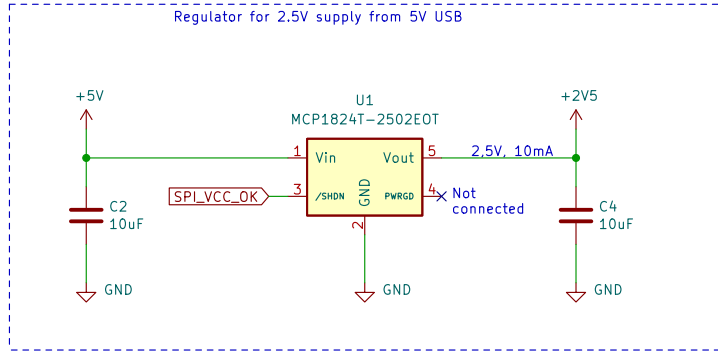 Regulator for 2.5V supply from 5V USB
+5V
U1
MCP1824T-2502EOT
+2V5
1
Vin
Vout
5
2,5V, 10mA
SPI_VCC_OK
3
/SHDN
GND
PWRGD
4
Not
connected
2
C2
10uF
C4
10uF
GND
GND
GND